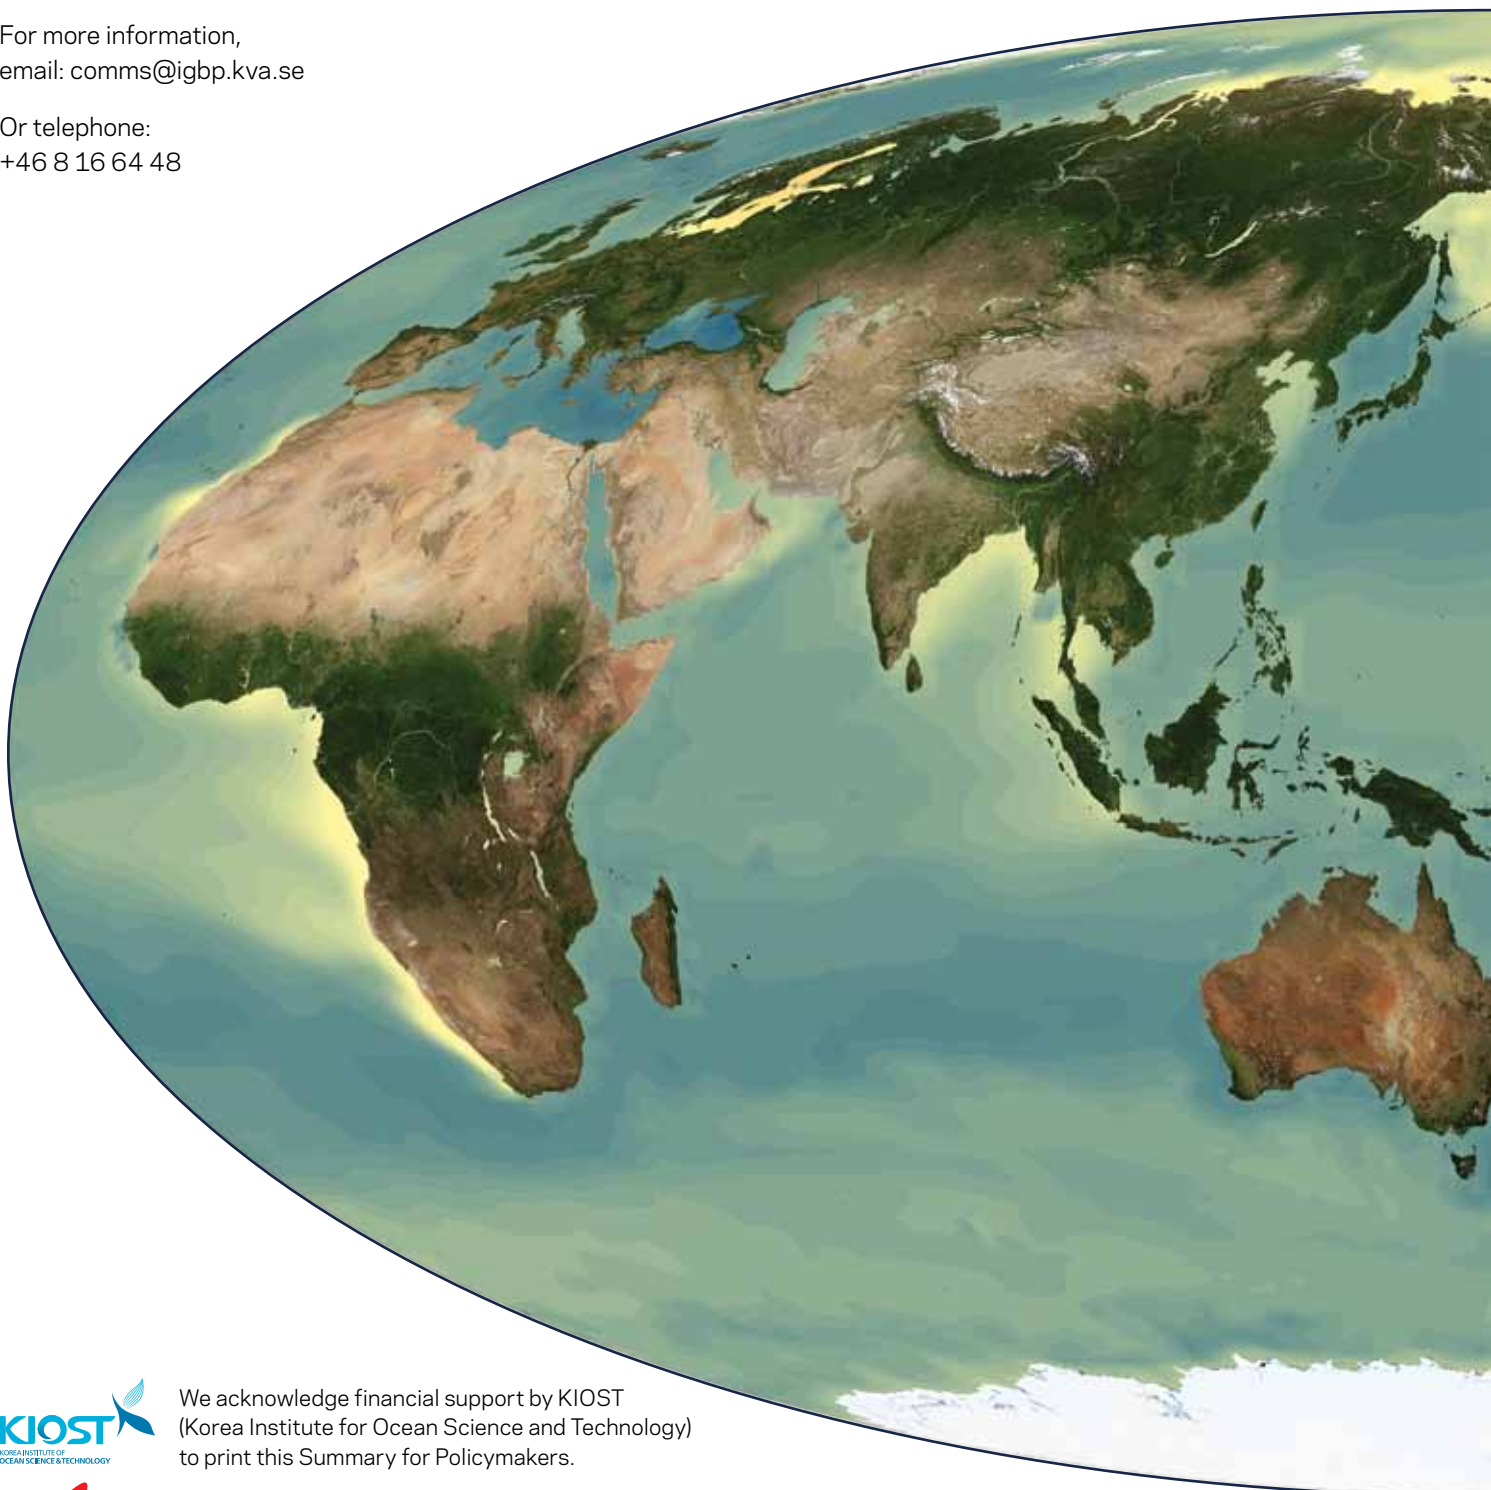 For more information,
email: comms@igbp.kva.se
Or telephone:
+46 8 16 64 48
KIOST
KOREA INSTITUTE OF
OCEAN SCIENCE & TECHNOLOGY
We acknowledge financial support by KIOST
(Korea Institute for Ocean Science and Technology)
to print this Summary for Policymakers.